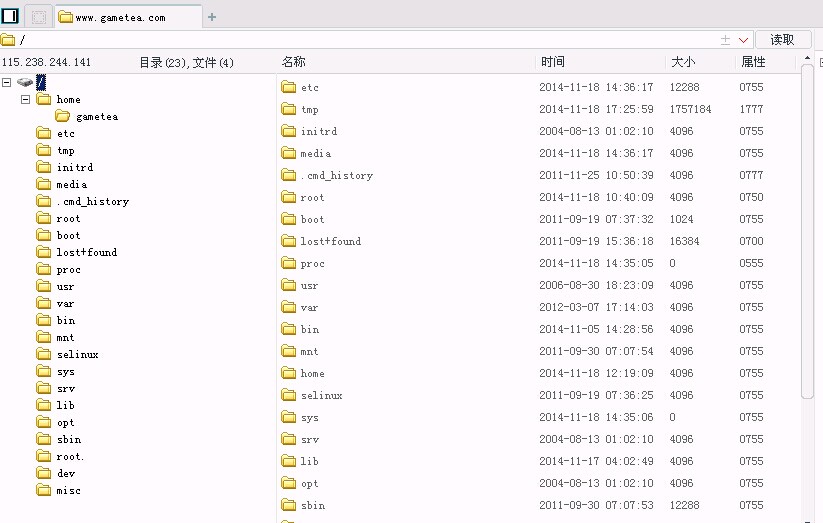 www.gametea.com
/
读取
115.238.244.141 目录(23),文件(4)
/
home
gametea
etc
tmp
initrd
media
.cmd_history
root
boot
lost+found
proc
usr
var
bin
mnt
selinux
sys
srv
lib
opt
sbin
root.
dev
misc
名称 时间 大小 属性
etc 2014-11-18 14:36:17 12288 0755
tmp 2014-11-18 17:25:59 1757184 1777
initrd 2004-08-13 01:02:10 4096 0755
media 2014-11-18 14:36:17 4096 0755
.cmd_history 2011-11-25 10:50:39 4096 0777
root 2014-11-18 10:40:09 4096 0750
boot 2011-09-19 07:37:32 1024 0755
lost+found 2011-09-19 15:36:18 16384 0700
proc 2014-11-18 14:35:05 0 0555
usr 2006-08-30 18:23:09 4096 0755
var 2012-03-07 17:14:03 4096 0755
bin 2014-11-05 14:28:56 4096 0755
mnt 2011-09-30 07:07:54 4096 0755
home 2014-11-18 12:19:09 4096 0755
selinux 2011-09-19 07:36:25 4096 0755
sys 2014-11-18 14:35:06 0 0755
srv 2004-08-13 01:02:10 4096 0755
lib 2014-11-17 04:02:49 4096 0755
opt 2004-08-13 01:02:10 4096 0755
sbin 2011-09-30 07:07:53 12288 0755